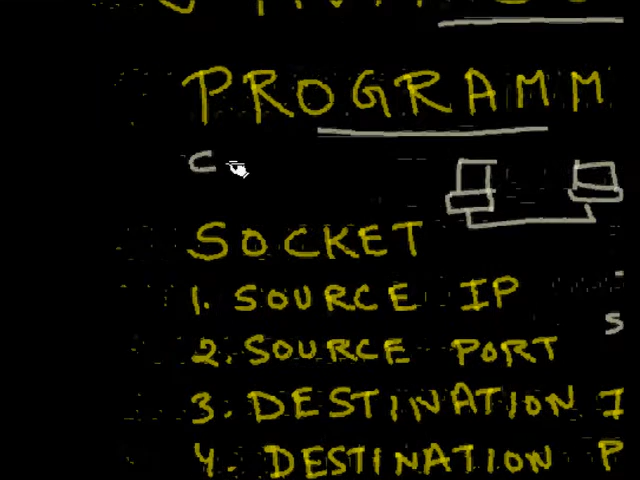 PROGRAMM
C
SOCKET
1. SOURCE IP
S
2. SOURCE PORT
3. DESTINATION I
4. DESTINATION P